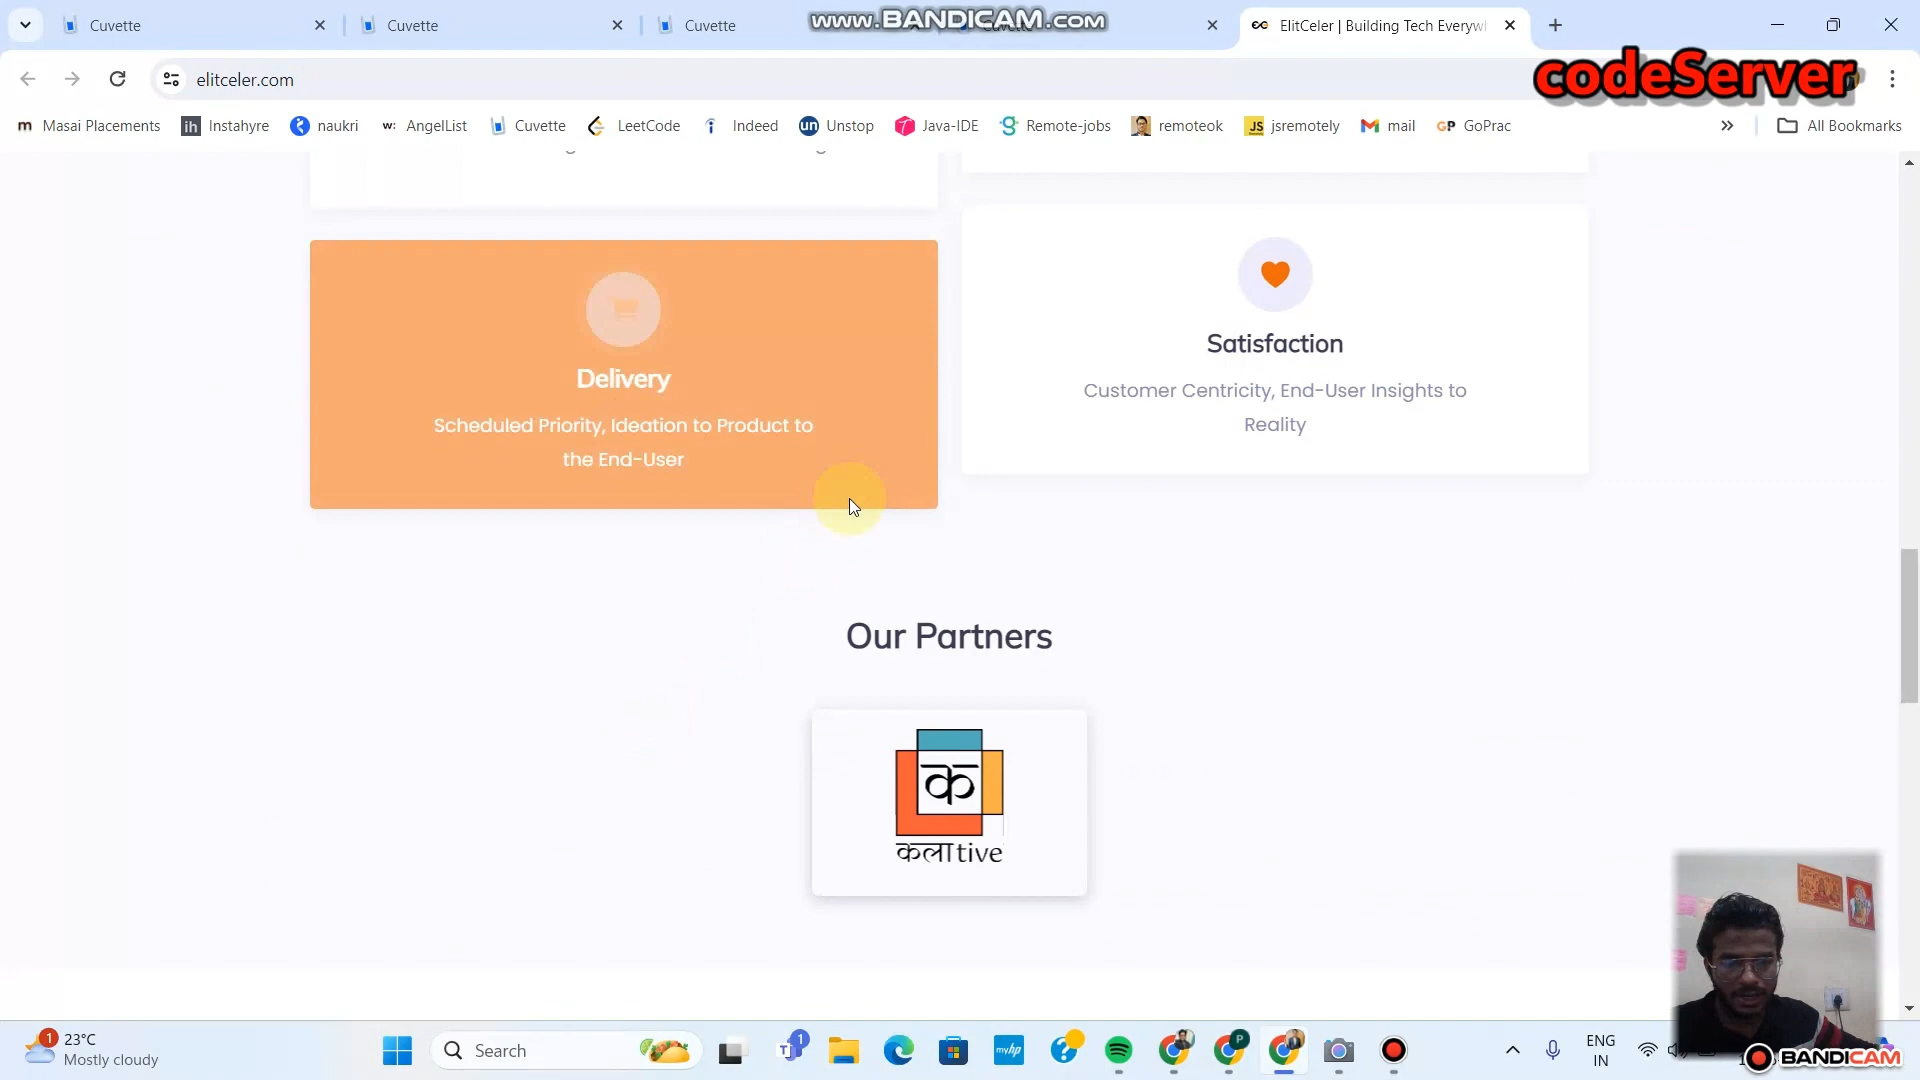 Cuvette
Cuvette
Cuvette
www.BANDICAM.com
ElitCeler | Building Tech Everyw
elitceler.com
codeServer
Masai Placements
Instahyre
naukri
AngelList
Cuvette
LeetCode
Indeed
Unstop
Java-IDE
Remote-jobs
remoteok
jsremotely
mail
GoPrac
All Bookmarks
Delivery
Scheduled Priority, Ideation to Product to
the End-User
Satisfaction
Customer Centricity, End-User Insights to
Reality
Our Partners
क
कलाtive
23°C
Mostly cloudy
Search
ENG
IN
BANDICAM